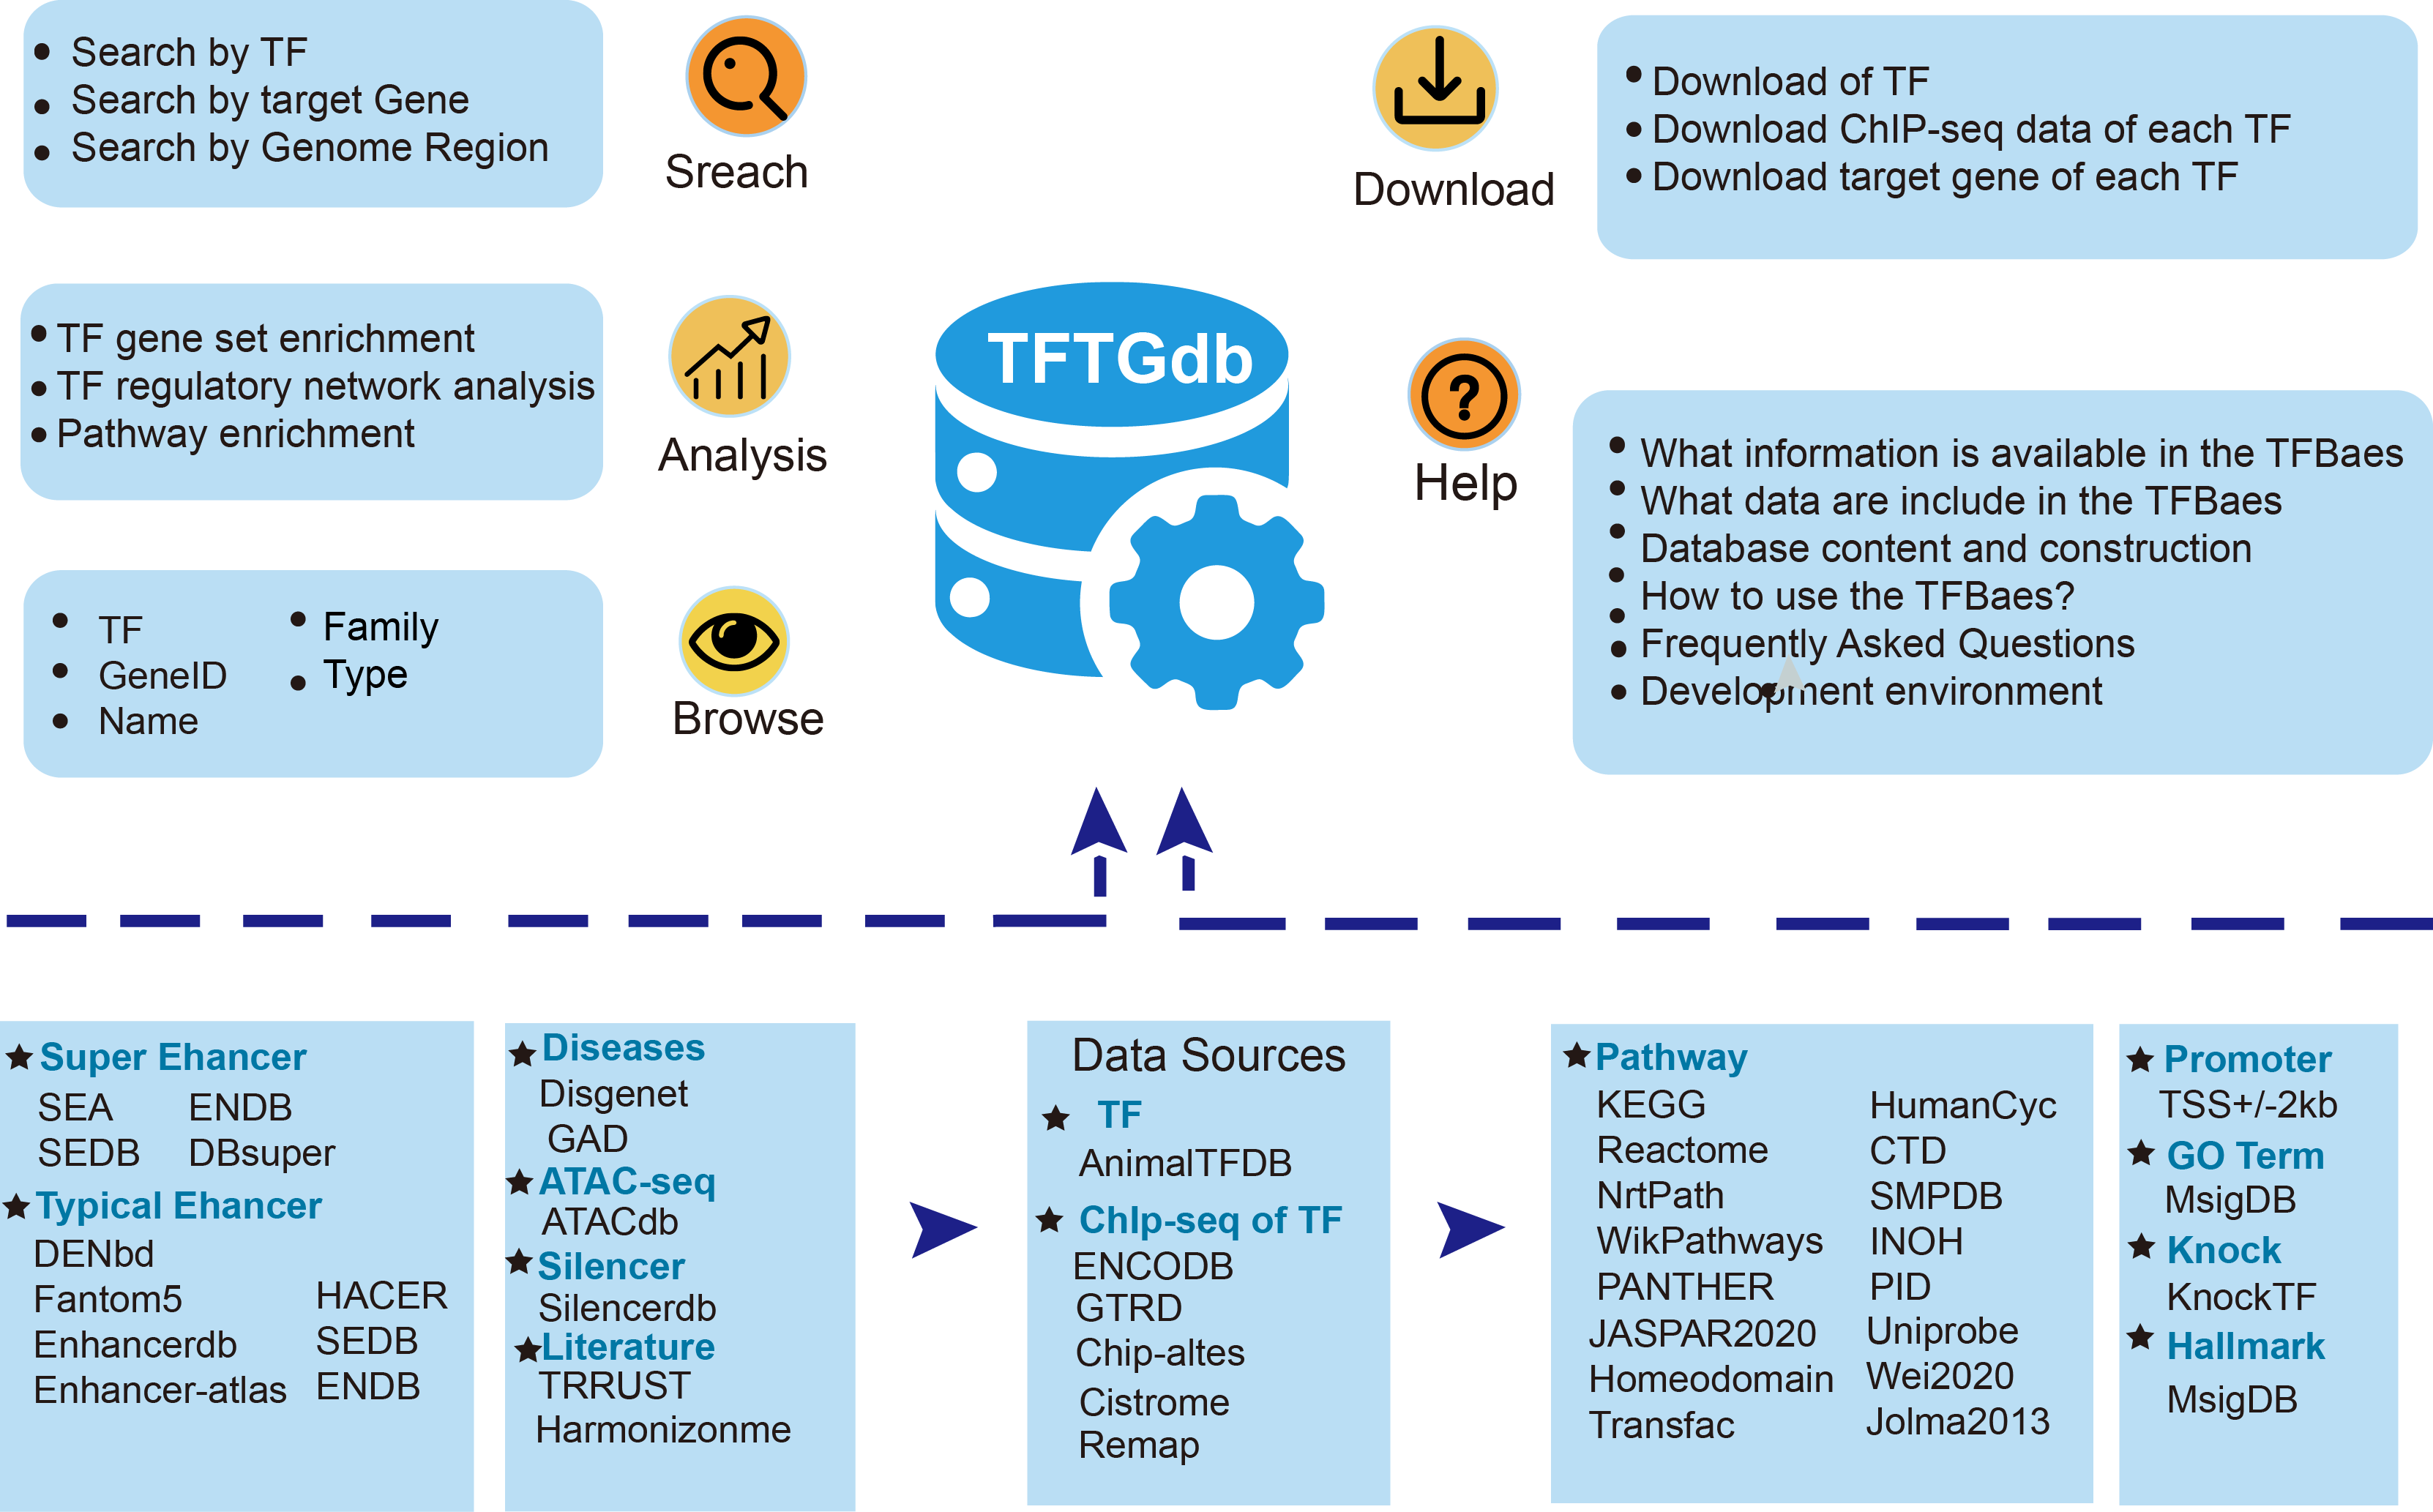 Search by TF
Search by target Gene
Search by Genome Region
Sreach
Download
Download of TF
Download ChIP-seq data of each TF
Download target gene of each TF
TF gene set enrichment
TF regulatory network analysis
Pathway enrichment
Analysis
TFTGdb
Help
What information is available in the TFBaes
What data are include in the TFBaes
Database content and construction
How to use the TFBaes?
Frequently Asked Questions
Development environment
TF
GeneID
Name
Family
Type
Browse
Super Ehancer
SEA ENDB
SEDB DBsuper
Typical Ehancer
DENbd
Fantom5 HACER
Enhancerdb SEDB
Enhancer-atlas ENDB
Diseases
Disgenet
GAD
ATAC-seq
ATACdb
Silencer
Silencerdb
Literature
TRRUST
Harmonizonme
Data Sources
TF
AnimalTFDB
ChIp-seq of TF
ENCODB
GTRD
Chip-altes
Cistrome
Remap
Pathway
KEGG HumanCyc
Reactome CTD
NrtPath SMPDB
WikPathways INOH
PANTHER PID
JASPAR2020 Uniprobe
Homeodomain Wei2020
Transfac Jolma2013
Promoter
TSS+/-2kb
GO Term
MsigDB
Knock
KnockTF
Hallmark
MsigDB